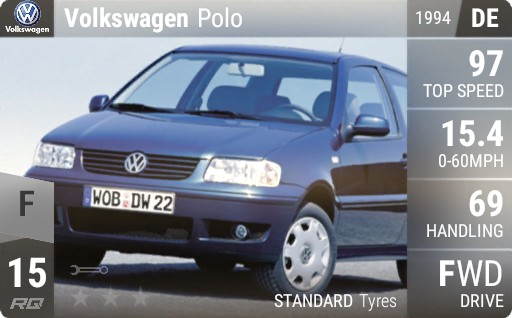 Volkswagen Polo
1994 DE
Volkswagen
97
TOP SPEED
15.4
0-60MPH
69
HANDLING
FWD
DRIVE
F
15
RQ
WOB DW 22
STANDARD Tyres